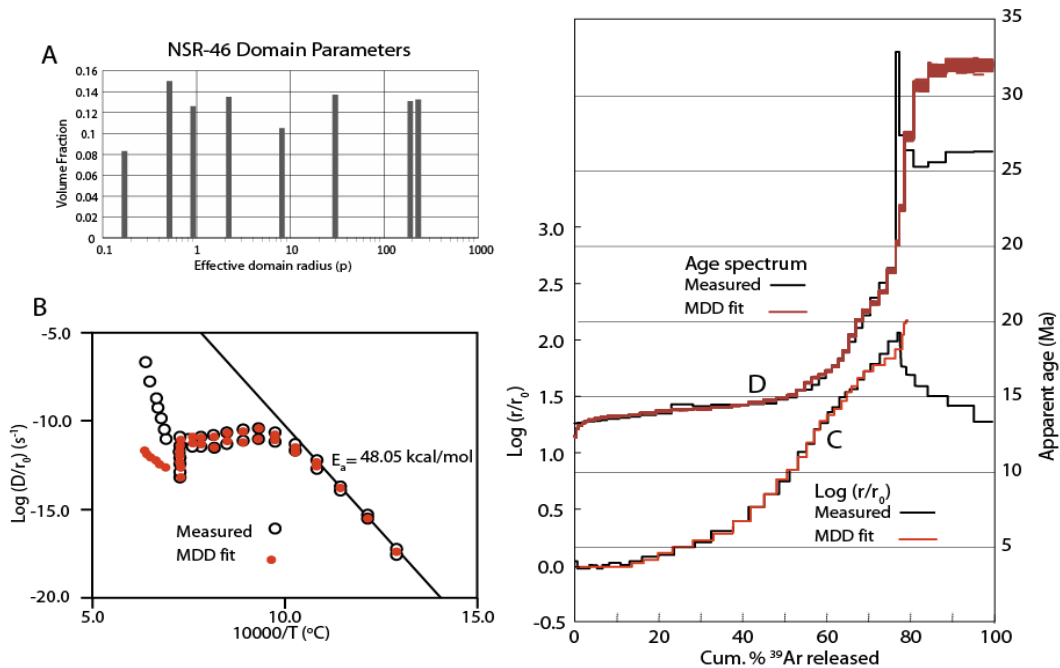 A
NSR-46 Domain Parameters
0.16
0.14
0.12
0.1
0.08
0.06
0.04
0.02
0
Volume Fraction
0.1
1
10
100
1000
Effective domain radius (p)
B
-5.0
-10.0
-15.0
-20.0
Log (D/r₀) (s⁻¹)
Eₐ= 48.05 kcal/mol
Measured
MDD fit
5.0
10.0
15.0
10000/T (ºC)
3.0
2.5
2.0
1.5
1.0
0.5
0.0
-0.5
Log (r/r₀)
Age spectrum
Measured
MDD fit
D
C
Log (r/r₀)
Measured
MDD fit
35
30
25
20
20
15
10
5
0
Apparent age (Ma)
0
20
40
60
80
100
Cum. % ³⁹Ar released